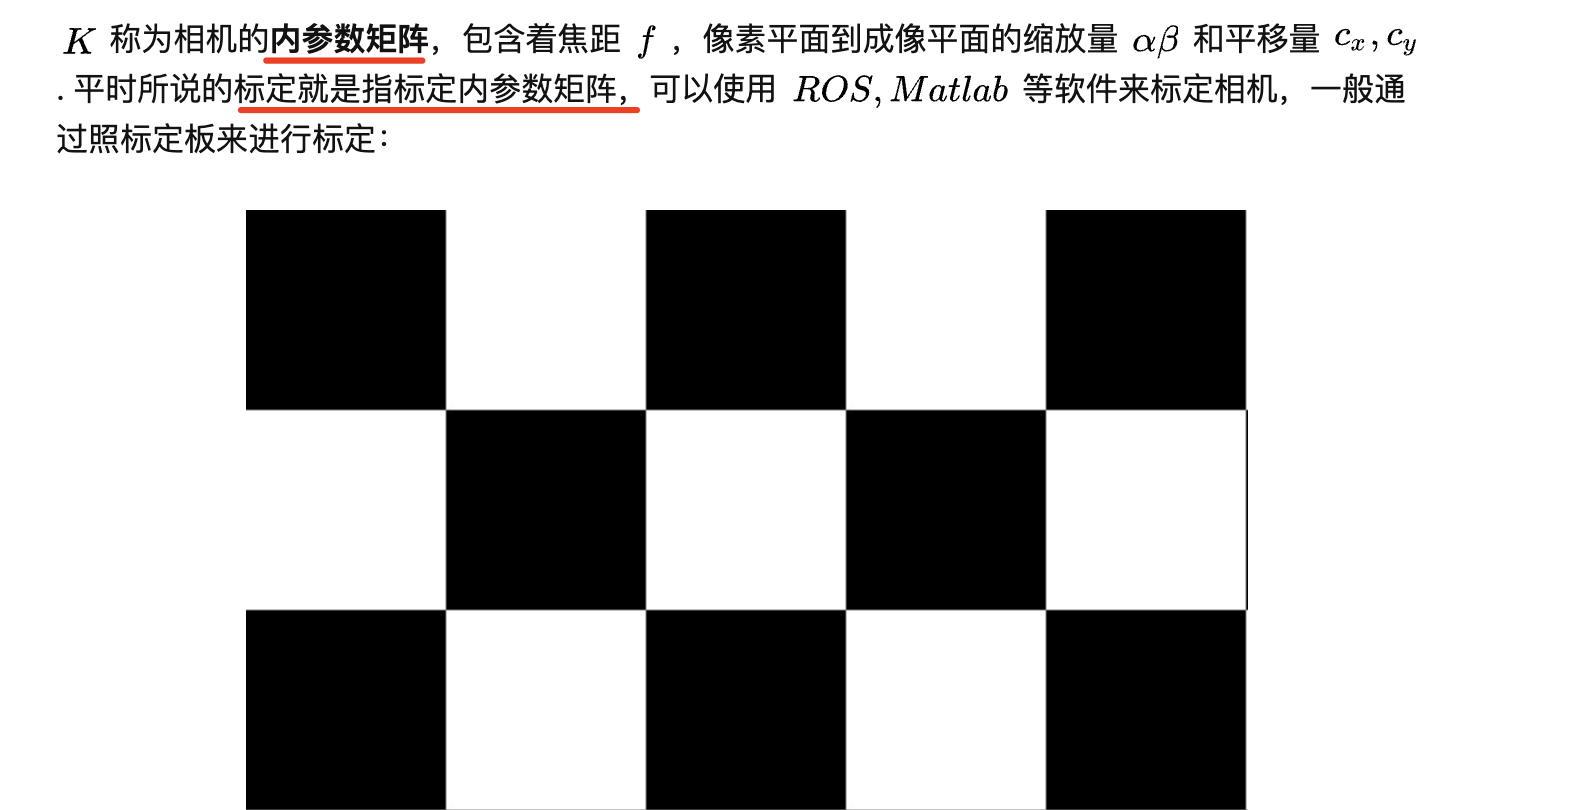 K 称为相机的内参数矩阵，包含着焦距 f ，像素平面到成像平面的缩放量 αβ 和平移量 cₓ, c_y
. 平时所说的标定就是指标定内参数矩阵，可以使用 ROS, Matlab 等软件来标定相机，一般通
过照标定板来进行标定：